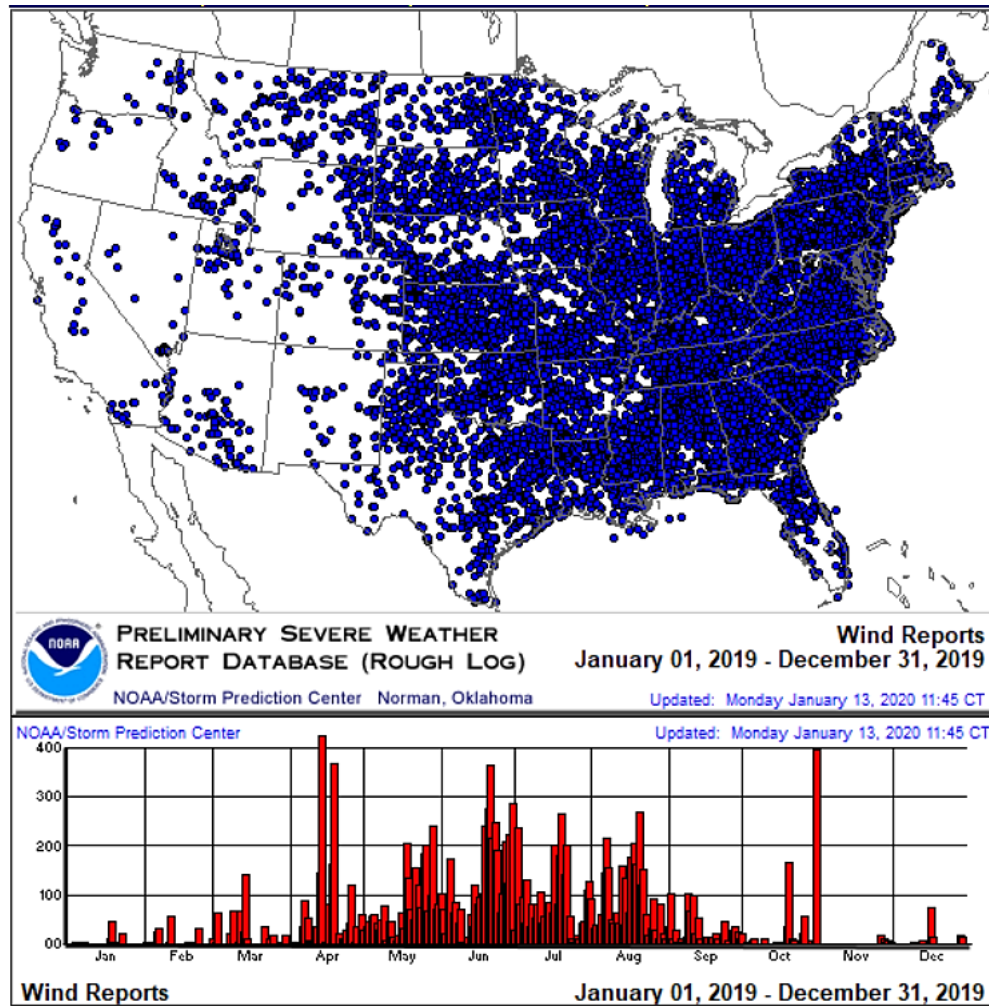 NOAA
PRELIMINARY SEVERE WEATHER
REPORT DATABASE (ROUGH LOG)
NOAA/Storm Prediction Center Norman, Oklahoma
Wind Reports
January 01, 2019 - December 31, 2019
Updated: Monday January 13, 2020 11:45 CT
NOAA/Storm Prediction Center
Updated: Monday January 13, 2020 11:45 CT
400
300
200
100
00
Jan Feb Mar Apr May Jun Jul Aug Sep Oct Nov Dec
Wind Reports
January 01, 2019 - December 31, 2019